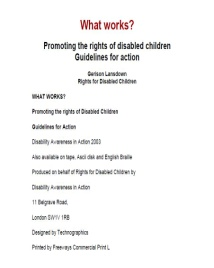 What works?
Promoting the rights of disabled children
Guidelines for action
Gerison Lansdown
Rights for Disabled Children
WHAT WORKS?
Promoting the rights of Disabled Children
Guidelines for Action
Disability Awareness in Action 2003
Also available on tape, Ascii disk and English Braille
Produced on behalf of Rights for Disabled Children by
Disability Awareness in Action
11 Belgrave Road,
London SW1V 1RB
Designed by Technographics
Printed by Freeways Commercial Print L